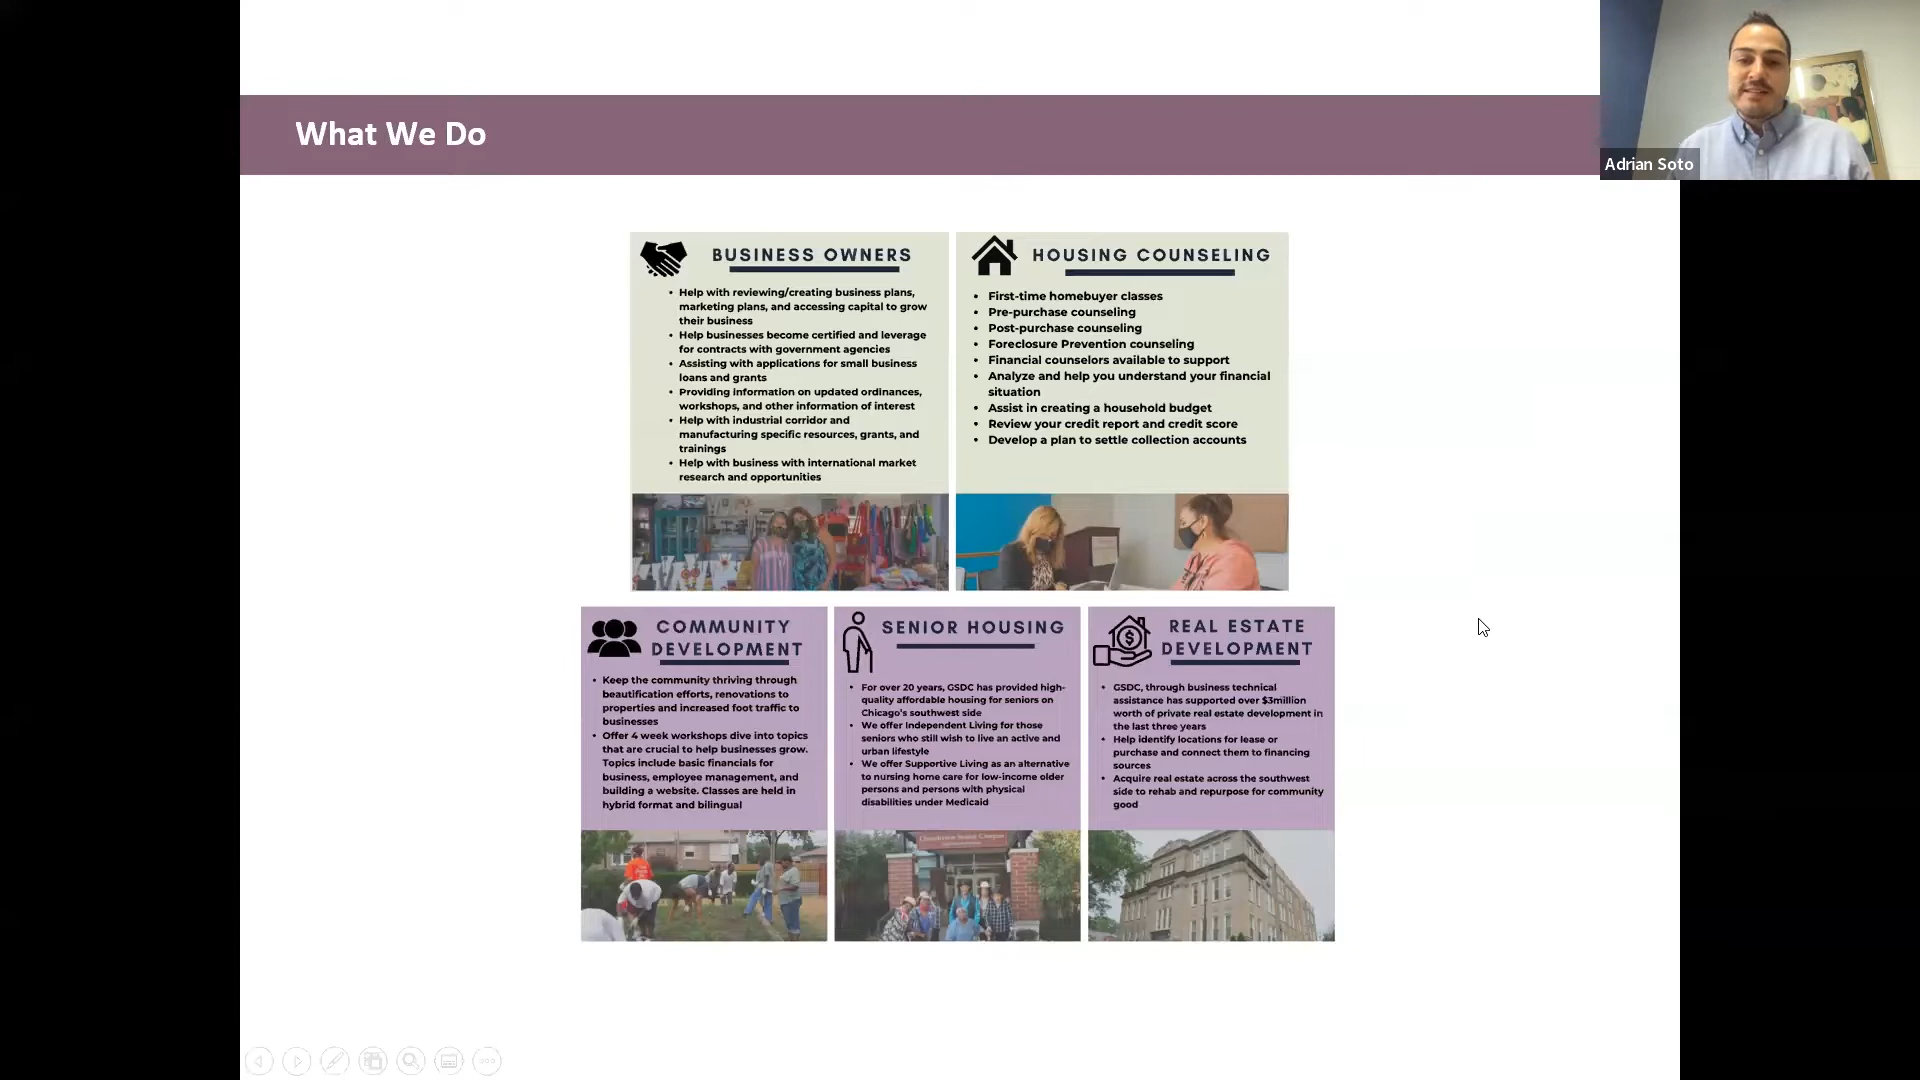 What We Do
Adrian Soto
BUSINESS OWNERS
• Help with reviewing/creating business plans,
marketing plans, and accessing capital to grow
their business
• Help businesses become certified and leverage
for contracts with government agencies
• Assisting with applications for small business
loans and grants
• Providing information on updated ordinances,
workshops, and other information of interest
• Help with industrial corridor and
manufacturing specific resources, grants, and
trainings
• Help with business with international market
research and opportunities
HOUSING COUNSELING
• First-time homebuyer classes
• Pre-purchase counseling
• Post-purchase counseling
• Foreclosure Prevention counseling
• Financial counselors available to support
• Analyze and help you understand your financial
situation
• Assist in creating a household budget
• Review your credit report and credit score
• Develop a plan to settle collection accounts
COMMUNITY
DEVELOPMENT
• Keep the community thriving through
beautification efforts, renovations to
properties and increased foot traffic to
businesses
• Offer 4 week workshops dive into topics
that are crucial to help businesses grow.
Topics include basic financials for
business, employee management, and
building a website. Classes are held in
hybrid format and bilingual
SENIOR HOUSING
• For over 20 years, GSDC has provided high-
quality affordable housing for seniors on
Chicago's southwest side
• We offer Independent Living for those
seniors who still wish to live an active and
urban lifestyle
• We offer Supportive Living as an alternative
to nursing home care for low-income older
persons and persons with physical
disabilities under Medicaid
REAL ESTATE
DEVELOPMENT
• GSDC, through business technical
assistance has supported over $3million
worth of private real estate development in
the last three years
• Help identify locations for lease or
purchase and connect them to financing
sources
• Acquire real estate across the southwest
side to rehab and repurpose for community
good